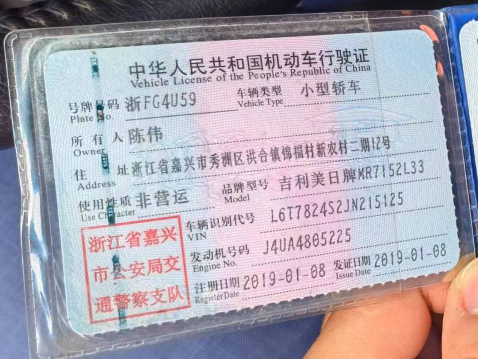 中华人民共和国机动车行驶证
Vehicle License of the People's Republic of China
号牌号码 浙FG4U59 车辆类型 小型轿车
Plate No. Vehicle Type
所有人 陈伟
Owner
住址 浙江省嘉兴市秀洲区洪合镇锦福村新农村二期12号
Address
使用性质 非营运 品牌型号 吉利美日牌MR7152L33
Use Character Model
浙江省嘉兴市公安局交通警察支队
车辆识别代号 L6T7824S2JN215125
VIN
发动机号码 J4UA4805225
Engine No.
注册日期 2019-01-08 发证日期 2019-01-08
Register Date Issue Date